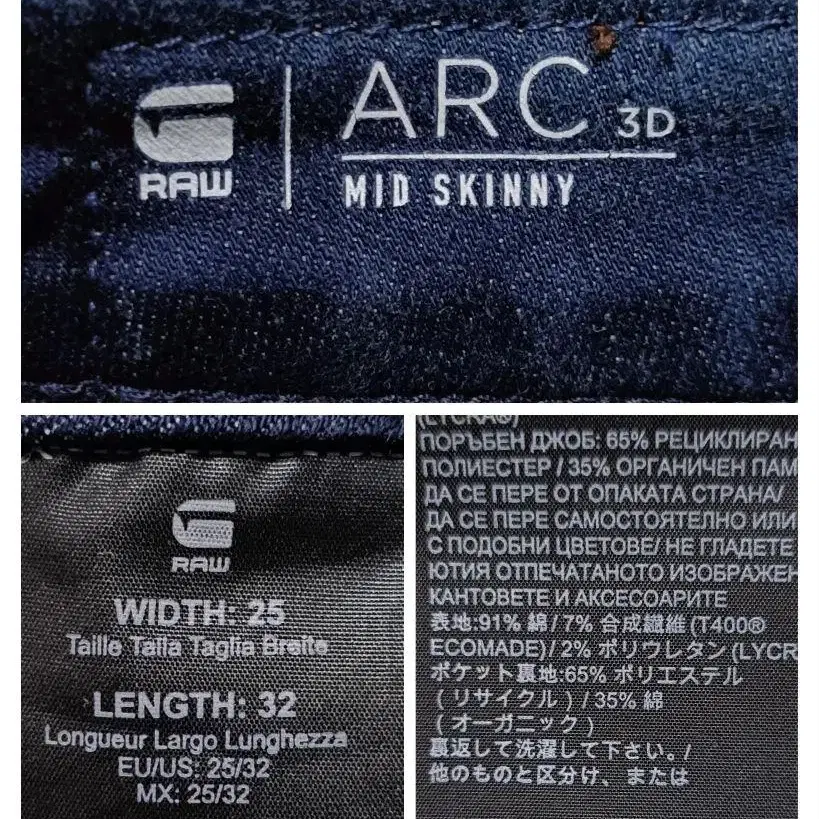 RAW
ARC 3D
MID SKINNY
RAW
WIDTH: 25
Taille Talla Taglia Breite
LENGTH: 32
Longueur Largo Lunghezza
EU/US: 25/32
MX: 25/32
(LYCRA®)
ПОРЪБЕН ДЖОБ: 65% РЕЦИКЛИРАН
ПОЛИЕСТЕР / 35% ОРГАНИЧЕН ПАМ
ДА СЕ ПЕРЕ ОТ ОПАКАТА СТРАНА/
ДА СЕ ПЕРЕ САМОСТОЯТЕЛНО ИЛИ
С ПОДОБНИ ЦВЕТОВЕ/ НЕ ГЛАДЕТЕ
ЮТИЯ ОТПЕЧАТАНОТО ИЗОБРАЖЕН
КАНТОВЕТЕ И АКСЕСОАРИТЕ
表地:91% 綿 / 7% 合成繊維 (T400®
ECOMADE) / 2% ポリウレタン (LYCR
ポケット裏地:65% ポリエステル
(リサイクル) / 35% 綿
(オーガニック)
裏返して洗濯して下さい。/
他のものと区分け、または